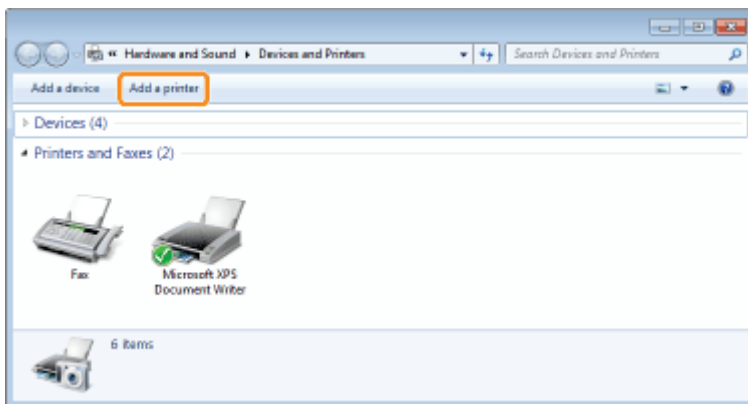 « Hardware and Sound ▸ Devices and Printers
Search Devices and Printers
Add a device Add a printer
Devices (4)
Printers and Faxes (2)
Fax
Microsoft XPS
Document Writer
6 items